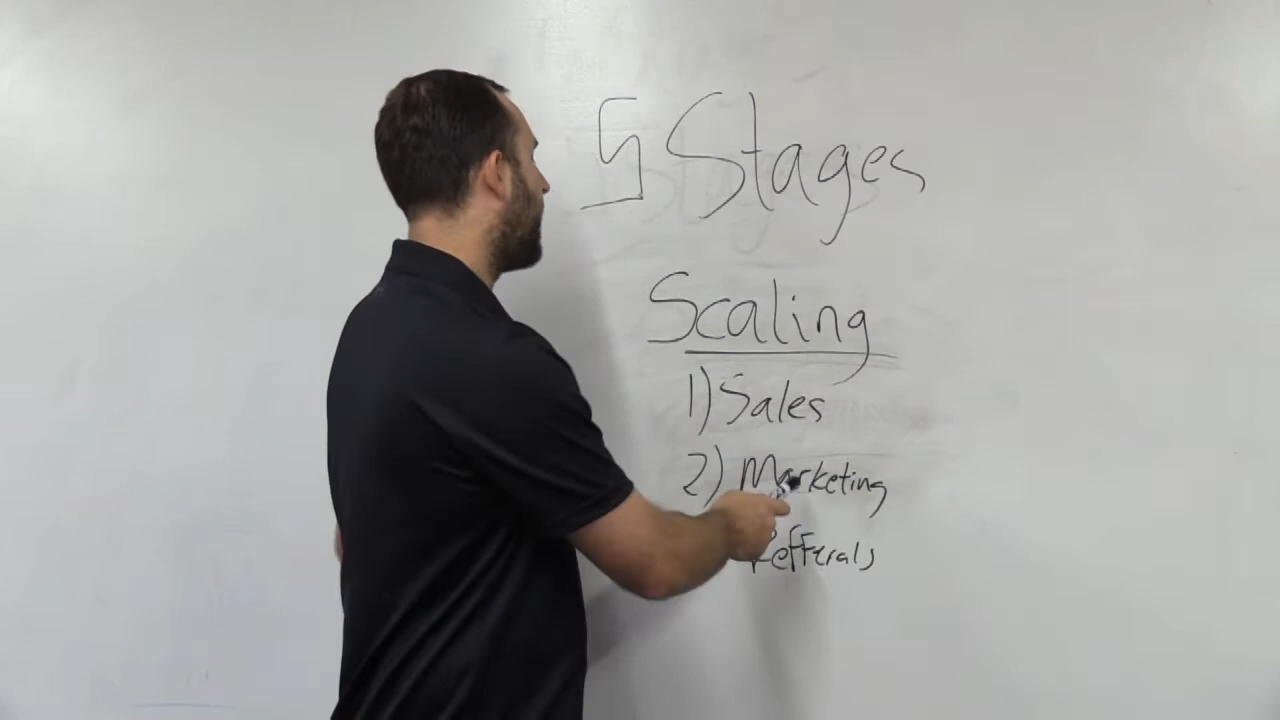 5 Stages
Scaling
1) Sales
2) Marketing
Refferals